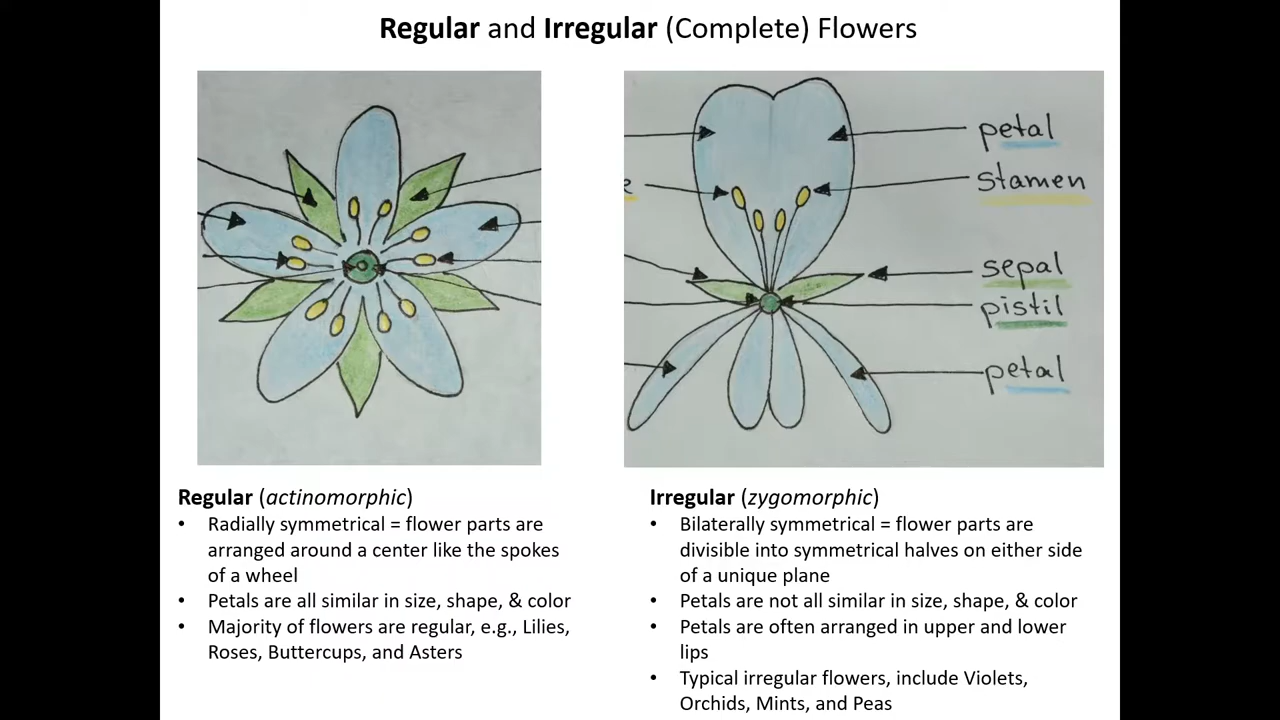 Regular and Irregular (Complete) Flowers
petal
stamen
sepal
pistil
petal
Regular (actinomorphic)
• Radially symmetrical = flower parts are
arranged around a center like the spokes
of a wheel
• Petals are all similar in size, shape, & color
• Majority of flowers are regular, e.g., Lilies,
Roses, Buttercups, and Asters
Irregular (zygomorphic)
• Bilaterally symmetrical = flower parts are
divisible into symmetrical halves on either side
of a unique plane
• Petals are not all similar in size, shape, & color
• Petals are often arranged in upper and lower
lips
• Typical irregular flowers, include Violets,
Orchids, Mints, and Peas